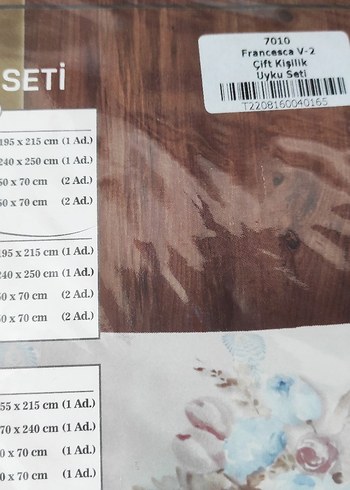 7010
Francesca V-2
Çift Kişilik
Uyku Seti
T2208160040165
SETİ
195 x 215 cm (1 Ad.)
240 x 250 cm (1 Ad.)
50 x 70 cm (2 Ad.)
50 x 70 cm (2 Ad.)
195 x 215 cm (1 Ad.)
240 x 250 cm (1 Ad.)
50 x 70 cm (2 Ad.)
50 x 70 cm (2 Ad.)
55 x 215 cm (1 Ad.)
70 x 240 cm (1 Ad.)
0 x 70 cm (1 Ad.)
0 x 70 cm (1 Ad.)